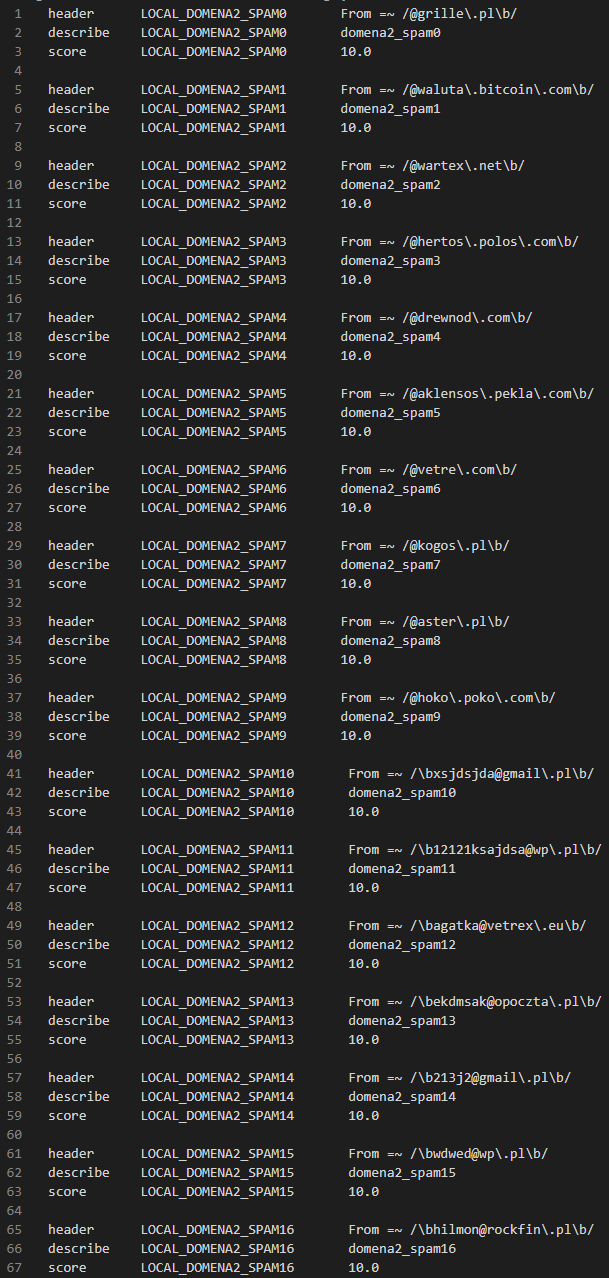 1 header LOCAL_DOMENA2_SPAM0 From =~ /@grille\.pl\b/
2 describe LOCAL_DOMENA2_SPAM0 domena2_spam0
3 score LOCAL_DOMENA2_SPAM0 10.0
4
5 header LOCAL_DOMENA2_SPAM1 From =~ /@waluta\.bitcoin\.com\b/
6 describe LOCAL_DOMENA2_SPAM1 domena2_spam1
7 score LOCAL_DOMENA2_SPAM1 10.0
8
9 header LOCAL_DOMENA2_SPAM2 From =~ /@wartex\.net\b/
10 describe LOCAL_DOMENA2_SPAM2 domena2_spam2
11 score LOCAL_DOMENA2_SPAM2 10.0
12
13 header LOCAL_DOMENA2_SPAM3 From =~ /@hertos\.polos\.com\b/
14 describe LOCAL_DOMENA2_SPAM3 domena2_spam3
15 score LOCAL_DOMENA2_SPAM3 10.0
16
17 header LOCAL_DOMENA2_SPAM4 From =~ /@drewnod\.com\b/
18 describe LOCAL_DOMENA2_SPAM4 domena2_spam4
19 score LOCAL_DOMENA2_SPAM4 10.0
20
21 header LOCAL_DOMENA2_SPAM5 From =~ /@aklensos\.pekla\.com\b/
22 describe LOCAL_DOMENA2_SPAM5 domena2_spam5
23 score LOCAL_DOMENA2_SPAM5 10.0
24
25 header LOCAL_DOMENA2_SPAM6 From =~ /@vetre\.com\b/
26 describe LOCAL_DOMENA2_SPAM6 domena2_spam6
27 score LOCAL_DOMENA2_SPAM6 10.0
28
29 header LOCAL_DOMENA2_SPAM7 From =~ /@kogos\.pl\b/
30 describe LOCAL_DOMENA2_SPAM7 domena2_spam7
31 score LOCAL_DOMENA2_SPAM7 10.0
32
33 header LOCAL_DOMENA2_SPAM8 From =~ /@aster\.pl\b/
34 describe LOCAL_DOMENA2_SPAM8 domena2_spam8
35 score LOCAL_DOMENA2_SPAM8 10.0
36
37 header LOCAL_DOMENA2_SPAM9 From =~ /@hoko\.poko\.com\b/
38 describe LOCAL_DOMENA2_SPAM9 domena2_spam9
39 score LOCAL_DOMENA2_SPAM9 10.0
40
41 header LOCAL_DOMENA2_SPAM10 From =~ /\bxsjdsjda@gmail\.pl\b/
42 describe LOCAL_DOMENA2_SPAM10 domena2_spam10
43 score LOCAL_DOMENA2_SPAM10 10.0
44
45 header LOCAL_DOMENA2_SPAM11 From =~ /\b12121ksajdsa@wp\.pl\b/
46 describe LOCAL_DOMENA2_SPAM11 domena2_spam11
47 score LOCAL_DOMENA2_SPAM11 10.0
48
49 header LOCAL_DOMENA2_SPAM12 From =~ /\bagatka@vetrex\.eu\b/
50 describe LOCAL_DOMENA2_SPAM12 domena2_spam12
51 score LOCAL_DOMENA2_SPAM12 10.0
52
53 header LOCAL_DOMENA2_SPAM13 From =~ /\bekdmsak@opoczta\.pl\b/
54 describe LOCAL_DOMENA2_SPAM13 domena2_spam13
55 score LOCAL_DOMENA2_SPAM13 10.0
56
57 header LOCAL_DOMENA2_SPAM14 From =~ /\b213j2@gmail\.pl\b/
58 describe LOCAL_DOMENA2_SPAM14 domena2_spam14
59 score LOCAL_DOMENA2_SPAM14 10.0
60
61 header LOCAL_DOMENA2_SPAM15 From =~ /\bwdwed@wp\.pl\b/
62 describe LOCAL_DOMENA2_SPAM15 domena2_spam15
63 score LOCAL_DOMENA2_SPAM15 10.0
64
65 header LOCAL_DOMENA2_SPAM16 From =~ /\bhilmon@rockfin\.pl\b/
66 describe LOCAL_DOMENA2_SPAM16 domena2_spam16
67 score LOCAL_DOMENA2_SPAM16 10.0